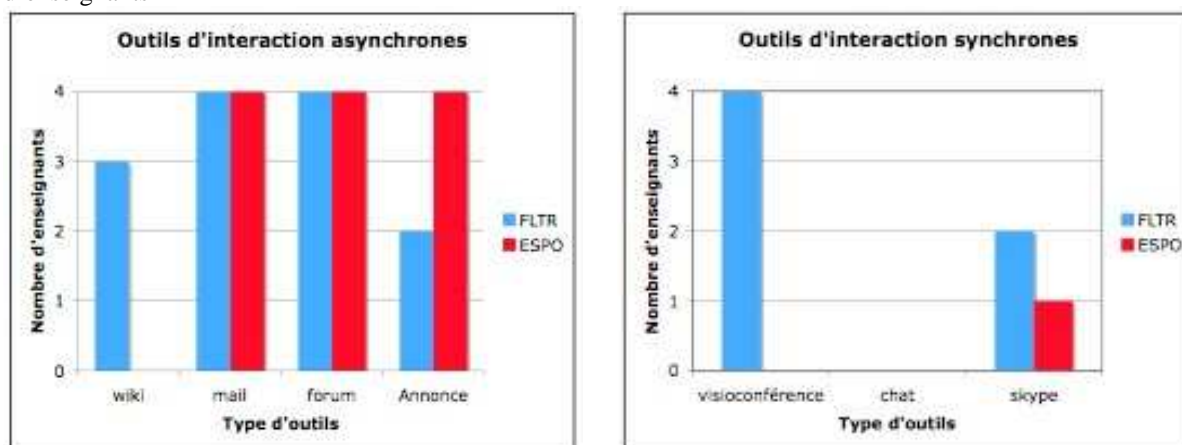 Outils d'interaction asynchrones
Nombre d'enseignants
4
3
2
1
0
wiki mail forum Annonce
Type d'outils
FLTR
ESPO
Outils d'interaction synchrones
Nombre d'enseignants
4
3
2
1
0
visioconférence chat skype
Type d'outils
FLTR
ESPO